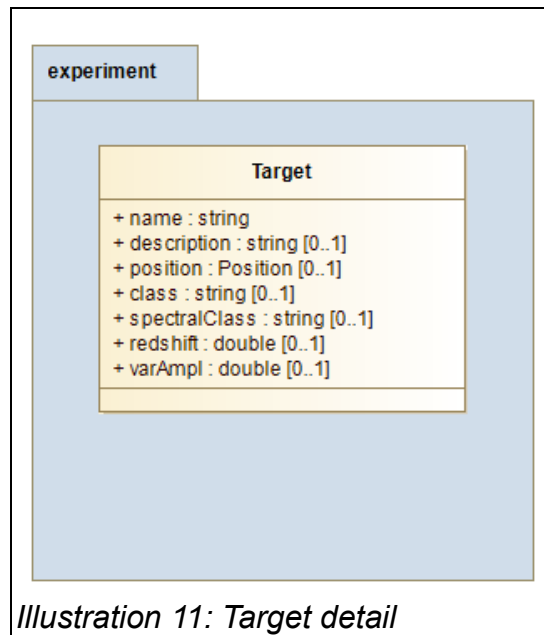 experiment
Target
+ name : string
+ description : string [0..1]
+ position : Position [0..1]
+ class : string [0..1]
+ spectralClass : string [0..1]
+ redshift : double [0..1]
+ varAmpl : double [0..1]
Illustration 11: Target detail